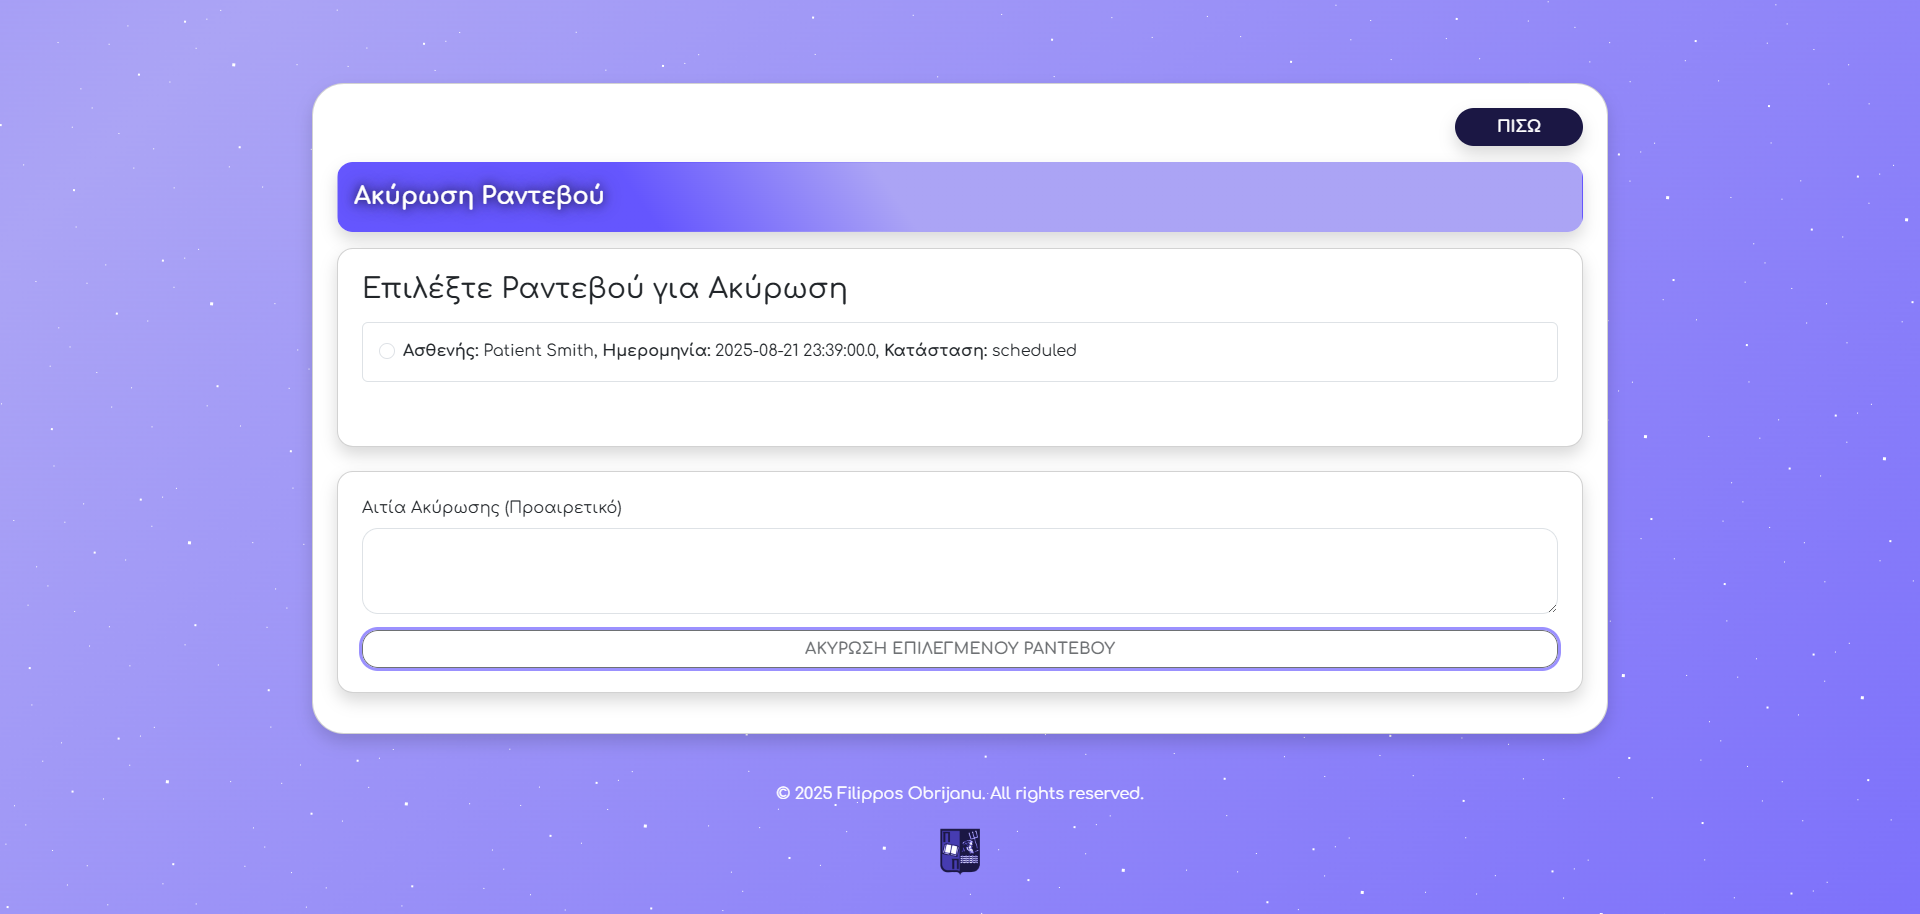 ΠΙΣΩ
Ακύρωση Ραντεβού
Επιλέξτε Ραντεβού για Ακύρωση
Ασθενής: Patient Smith, Ημερομηνία: 2025-08-21 23:39:00.0, Κατάσταση: scheduled
Αιτία Ακύρωσης (Προαιρετικό)
ΑΚΥΡΩΣΗ ΕΠΙΛΕΓΜΕΝΟΥ ΡΑΝΤΕΒΟΥ
© 2025 Filippos Obrijanu. All rights reserved.